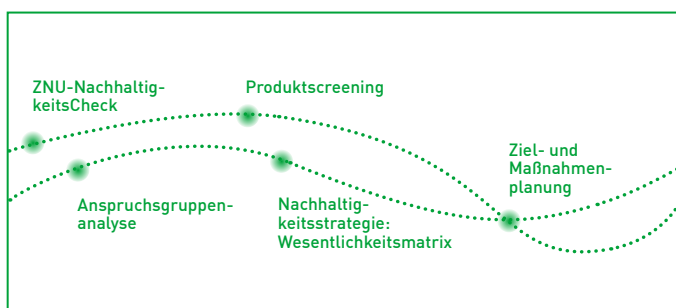 ZNU-Nachhaltig-
keitsCheck
Produktscreening
Ziel- und
Maßnahmen-
planung
Anspruchsgruppen-
analyse
Nachhaltig-
keitsstrategie:
Wesentlichkeitsmatrix